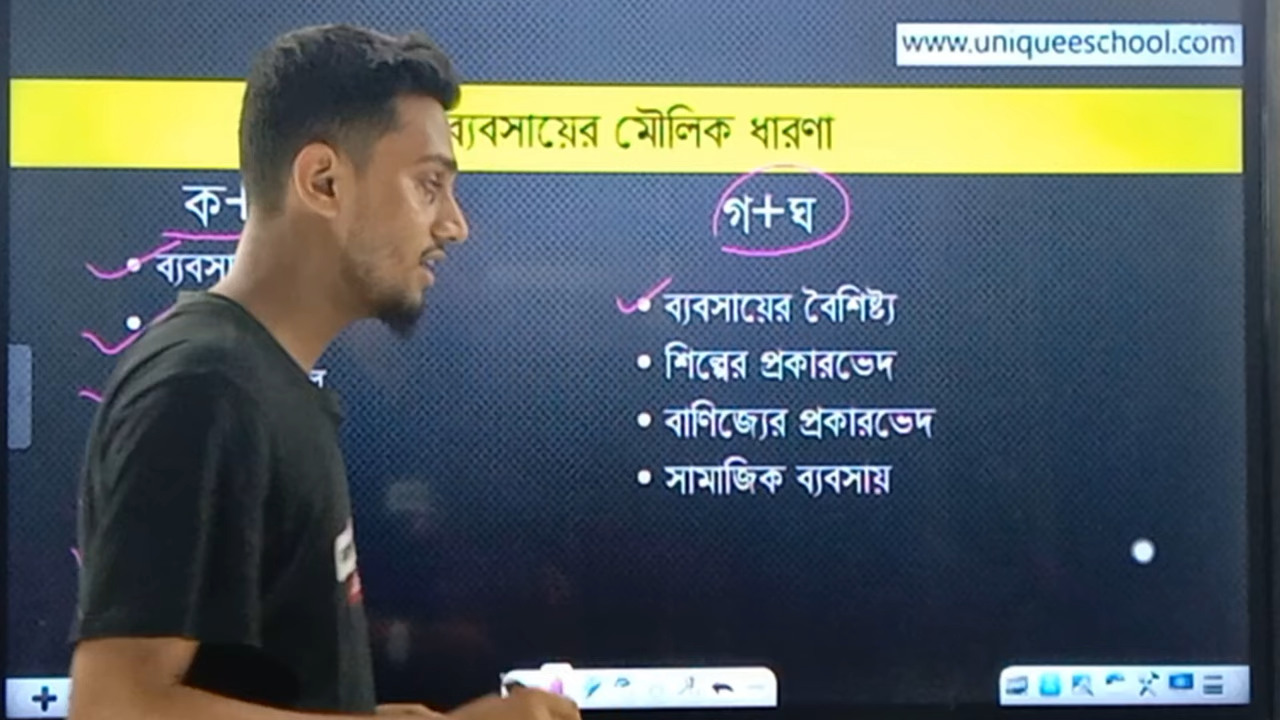 www.uniqueeschool.com
ব্যবসায়ের মৌলিক ধারণা
ক+
গ+ঘ
• ব্যবসায়ের বৈশিষ্ট্য
• শিল্পের প্রকারভেদ
• বাণিজ্যের প্রকারভেদ
• সামাজিক ব্যবসায়